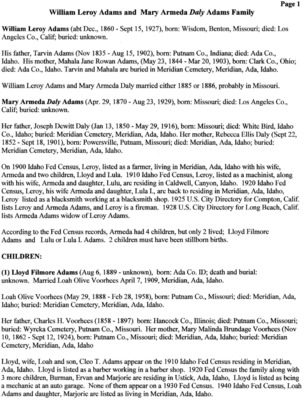 Page 1
William Leroy Adams and Mary Armeda Daly Adams Family
William Leroy Adams (abt Dec., 1860 - Sept 15, 1927), born: Wisdom, Benton, Missouri; died: Los
Angeles Co., Calif; buried: unknown.
His father, Tarvin Adams (Nov 1835 - Aug 15, 1902), born: Putnam Co., Indiana; died: Ada Co.,
Idaho. His mother, Mahala Jane Rowan Adams, (May 23, 1844 - Mar 20, 1903), born: Clark Co., Ohio;
died: Ada Co., Idaho. Tarvin and Mahala are buried in Meridian Cemetery, Meridian, Ada, Idaho.
William Leroy Adams and Mary Armeda Daly married either 1885 or 1886, probably in Missouri.
Mary Armeda Daly Adams (Apr. 29, 1870 - Aug 23, 1929), born: Missouri; died: Los Angeles Co.,
Calif; buried: unknown.
Her father, Joseph Dewitt Daly (Jan 13, 1850 - May 29, 1916), born: Missouri; died: White Bird, Idaho
Co., Idaho; buried: Meridian Cemetery, Meridian, Ada, Idaho. Her mother, Rebecca Ellis Daly (Sept 22,
1852 - Sept 18, 1901), born: Powersville, Putnam, Missouri; died: Meridian, Ada, Idaho; buried:
Meridian Cemetery, Meridian, Ada, Idaho.
On 1900 Idaho Fed Census, Leroy, listed as a farmer, living in Meridian, Ada, Idaho with his wife,
Armeda and two children, Lloyd and Lula. 1910 Idaho Fed Census, Leroy, listed as a machinist, along
with his wife, Armeda and daughter, Lulu, are residing in Caldwell, Canyon, Idaho. 1920 Idaho Fed
Census, Leroy, his wife Armeda and daughter, Lula I, are back to residing in Meridian, Ada, Idaho,
Leroy listed as a blacksmith working at a blacksmith shop. 1925 U.S. City Directory for Compton, Calif.
lists Leroy and Armeda Adams, and Leroy is a fireman. 1928 U.S. City Directory for Long Beach, Calif.
lists Armeda Adams widow of Leroy Adams.
According to the Fed Census records, Armeda had 4 children, but only 2 lived; Lloyd Filmore
Adams and Lulu or Lula I. Adams. 2 children must have been stillborn births.
CHILDREN:
(1) Lloyd Filmore Adams (Aug 6, 1889 - unknown), born: Ada Co. ID; death and burial:
unknown. Married Loah Olive Voorhees April 7, 1909, Meridian, Ada, Idaho.
Loah Olive Voorhees (May 29, 1888 - Feb 28, 1958), born: Putnam Co., Missouri; died: Meridian, Ada,
Idaho; buried: Meridian Cemetery, Meridian, Ada, Idaho.
Her father, Charles H. Voorhees (1858 - 1897) born: Hancock Co., Illinois; died: Putnam Co., Missouri;
buried: Wyreka Cemetery, Putnam Co., Missouri. Her mother, Mary Malinda Brundage Voorhees (Nov
10, 1862 - Sept 12, 1924), born: Putnam Co., Missouri; died: Meridian, Ada, Idaho; buried: Meridian
Cemetery, Meridian, Ada, Idaho
Lloyd, wife, Loah and son, Cleo T. Adams appear on the 1910 Idaho Fed Census residing in Meridian,
Ada, Idaho. Lloyd is listed as a barber working in a barber shop. 1920 Fed Census the family along with
3 more children, Burman, Ervan and Marjorie are residing in Ustick, Ada, Idaho, Lloyd is listed as being
a mechanic at an auto garage. None of them appear on a 1930 Fed Census. 1940 Idaho Fed Census, Loah
Adams and daughter, Marjorie are listed as living in Meridian, Ada, Idaho.